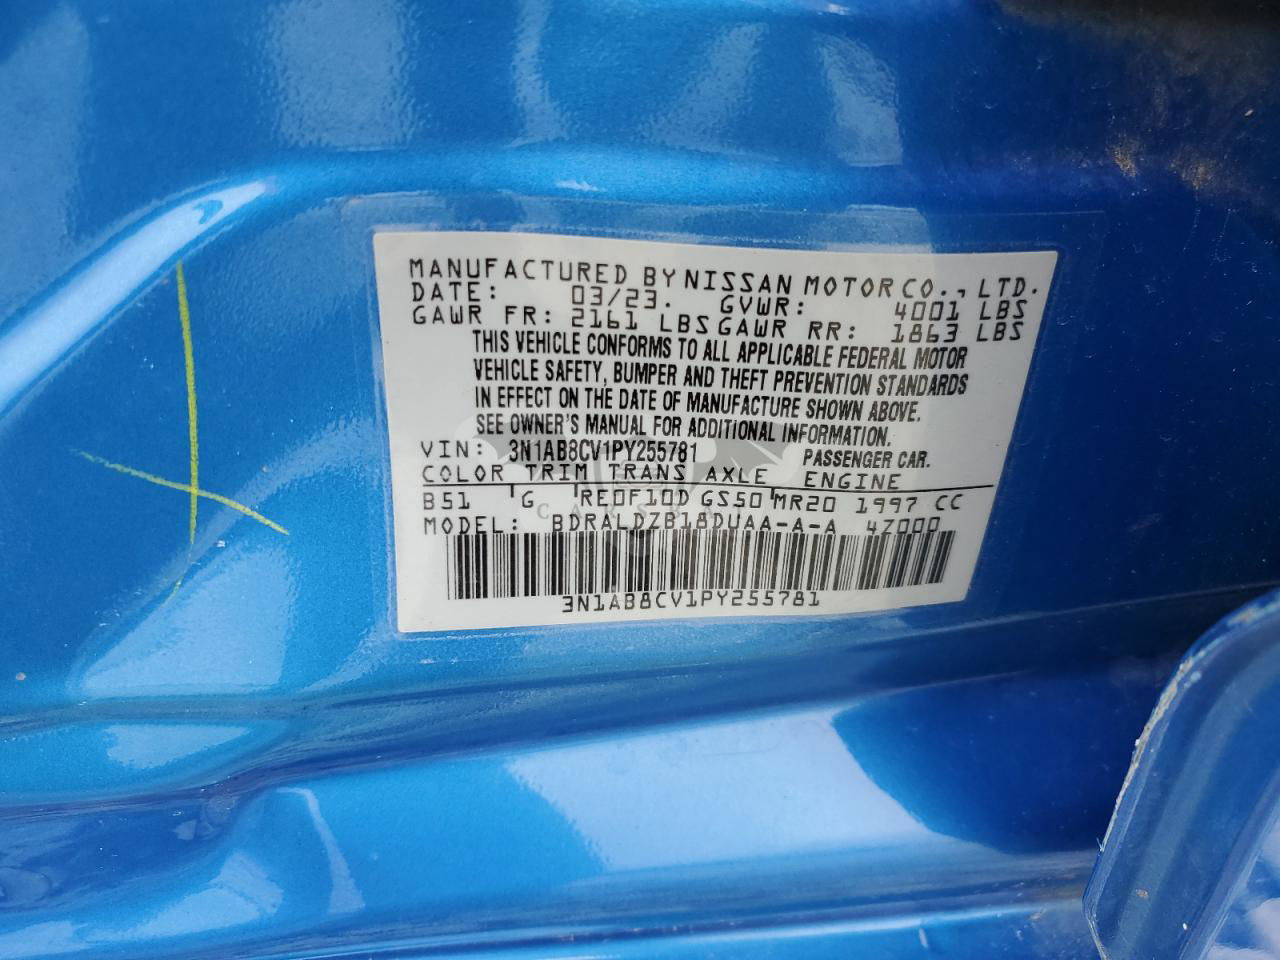 MANUFACTURED BY NISSAN MOTOR CO., LTD.
DATE: 03/23. GVWR: 4001 LBS
GAWR FR: 2161 LBS GAWR RR: 1863 LBS
THIS VEHICLE CONFORMS TO ALL APPLICABLE FEDERAL MOTOR
VEHICLE SAFETY, BUMPER AND THEFT PREVENTION STANDARDS
IN EFFECT ON THE DATE OF MANUFACTURE SHOWN ABOVE.
SEE OWNER'S MANUAL FOR ADDITIONAL INFORMATION.
VIN: 3N1AB8CV1PY255781 PASSENGER CAR.
COLOR TRIM TRANS AXLE ENGINE
B51 G RE0F10D GS50 MR20 1997 CC
MODEL: BDRALDZB18DUAA-A-A 4Z000
3N1AB8CV1PY255781